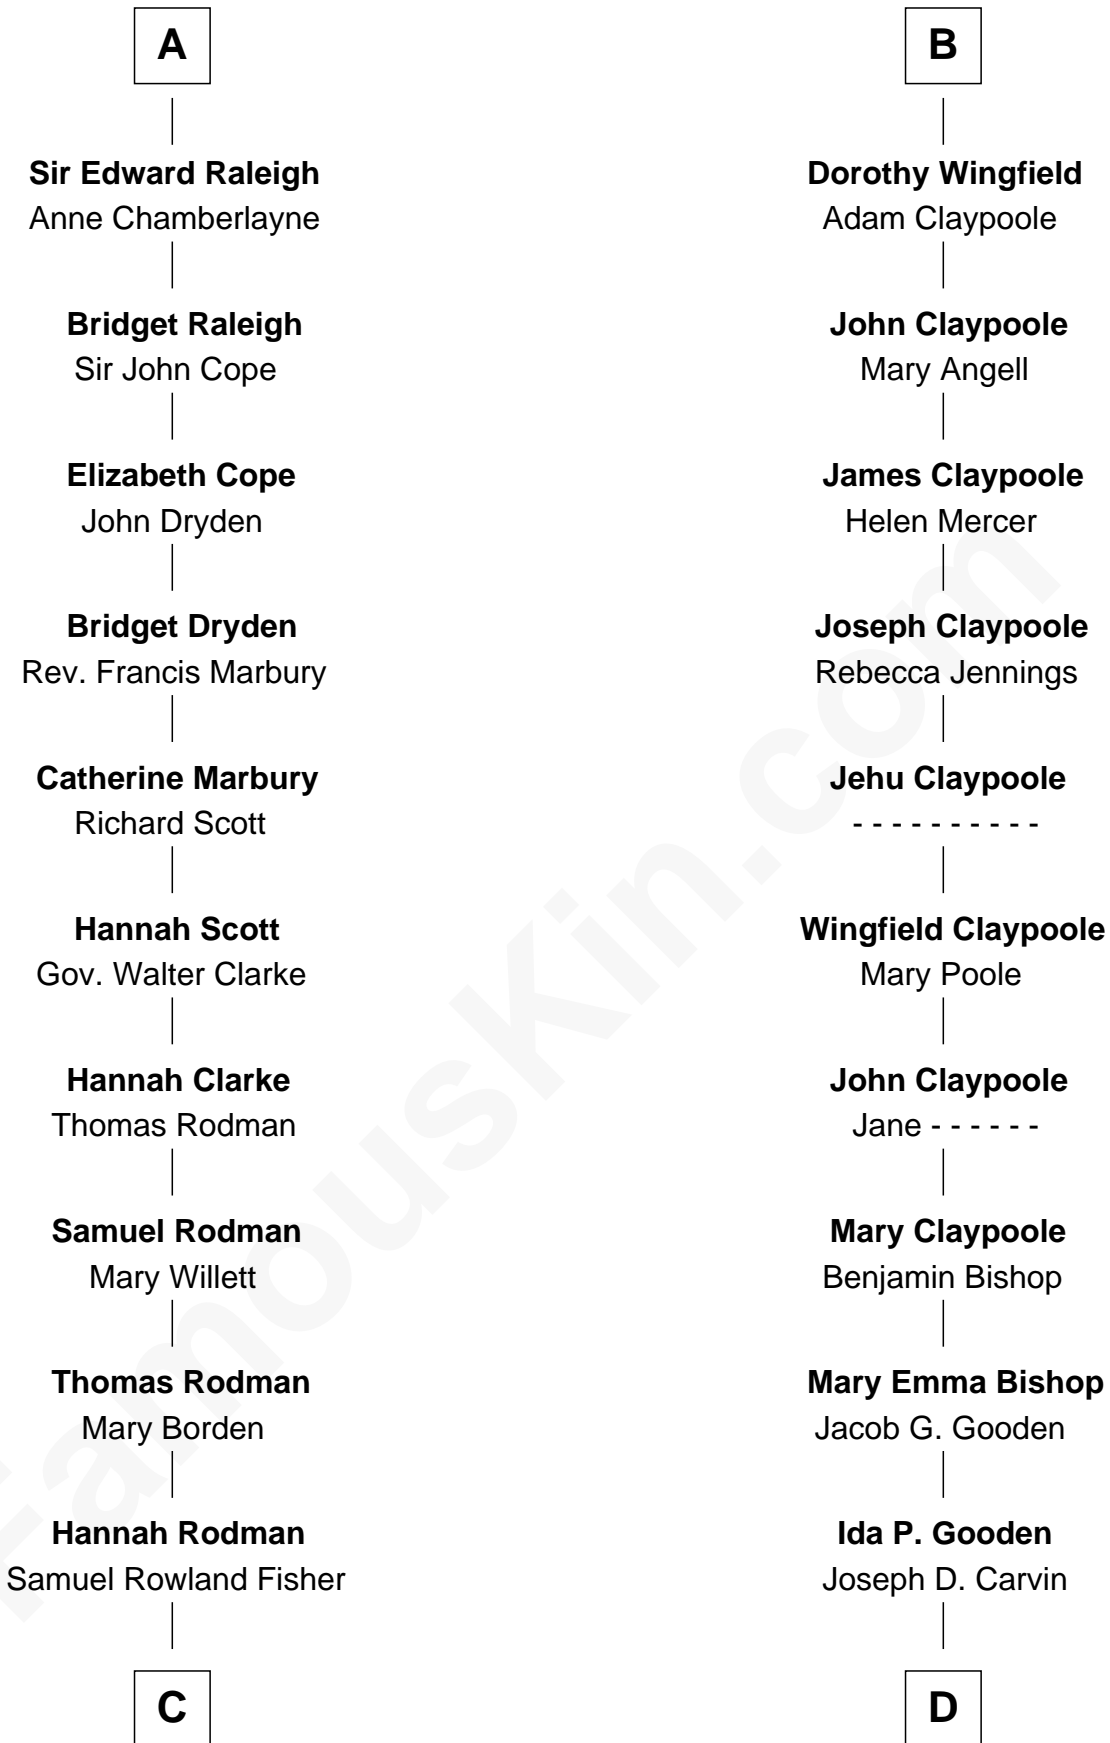 A
Sir Edward Raleigh
Anne Chamberlayne
Bridget Raleigh
Sir John Cope
Elizabeth Cope
John Dryden
Bridget Dryden
Rev. Francis Marbury
Catherine Marbury
Richard Scott
Hannah Scott
Gov. Walter Clarke
Hannah Clarke
Thomas Rodman
Samuel Rodman
Mary Willett
Thomas Rodman
Mary Borden
Hannah Rodman
Samuel Rowland Fisher
C
B
Dorothy Wingfield
Adam Claypoole
John Claypoole
Mary Angell
James Claypoole
Helen Mercer
Joseph Claypoole
Rebecca Jennings
Jehu Claypoole
- - - - - - - - - -
Wingfield Claypoole
Mary Poole
John Claypoole
Jane - - - - - -
Mary Claypoole
Benjamin Bishop
Mary Emma Bishop
Jacob G. Gooden
Ida P. Gooden
Joseph D. Carvin
D
FamousKin.com